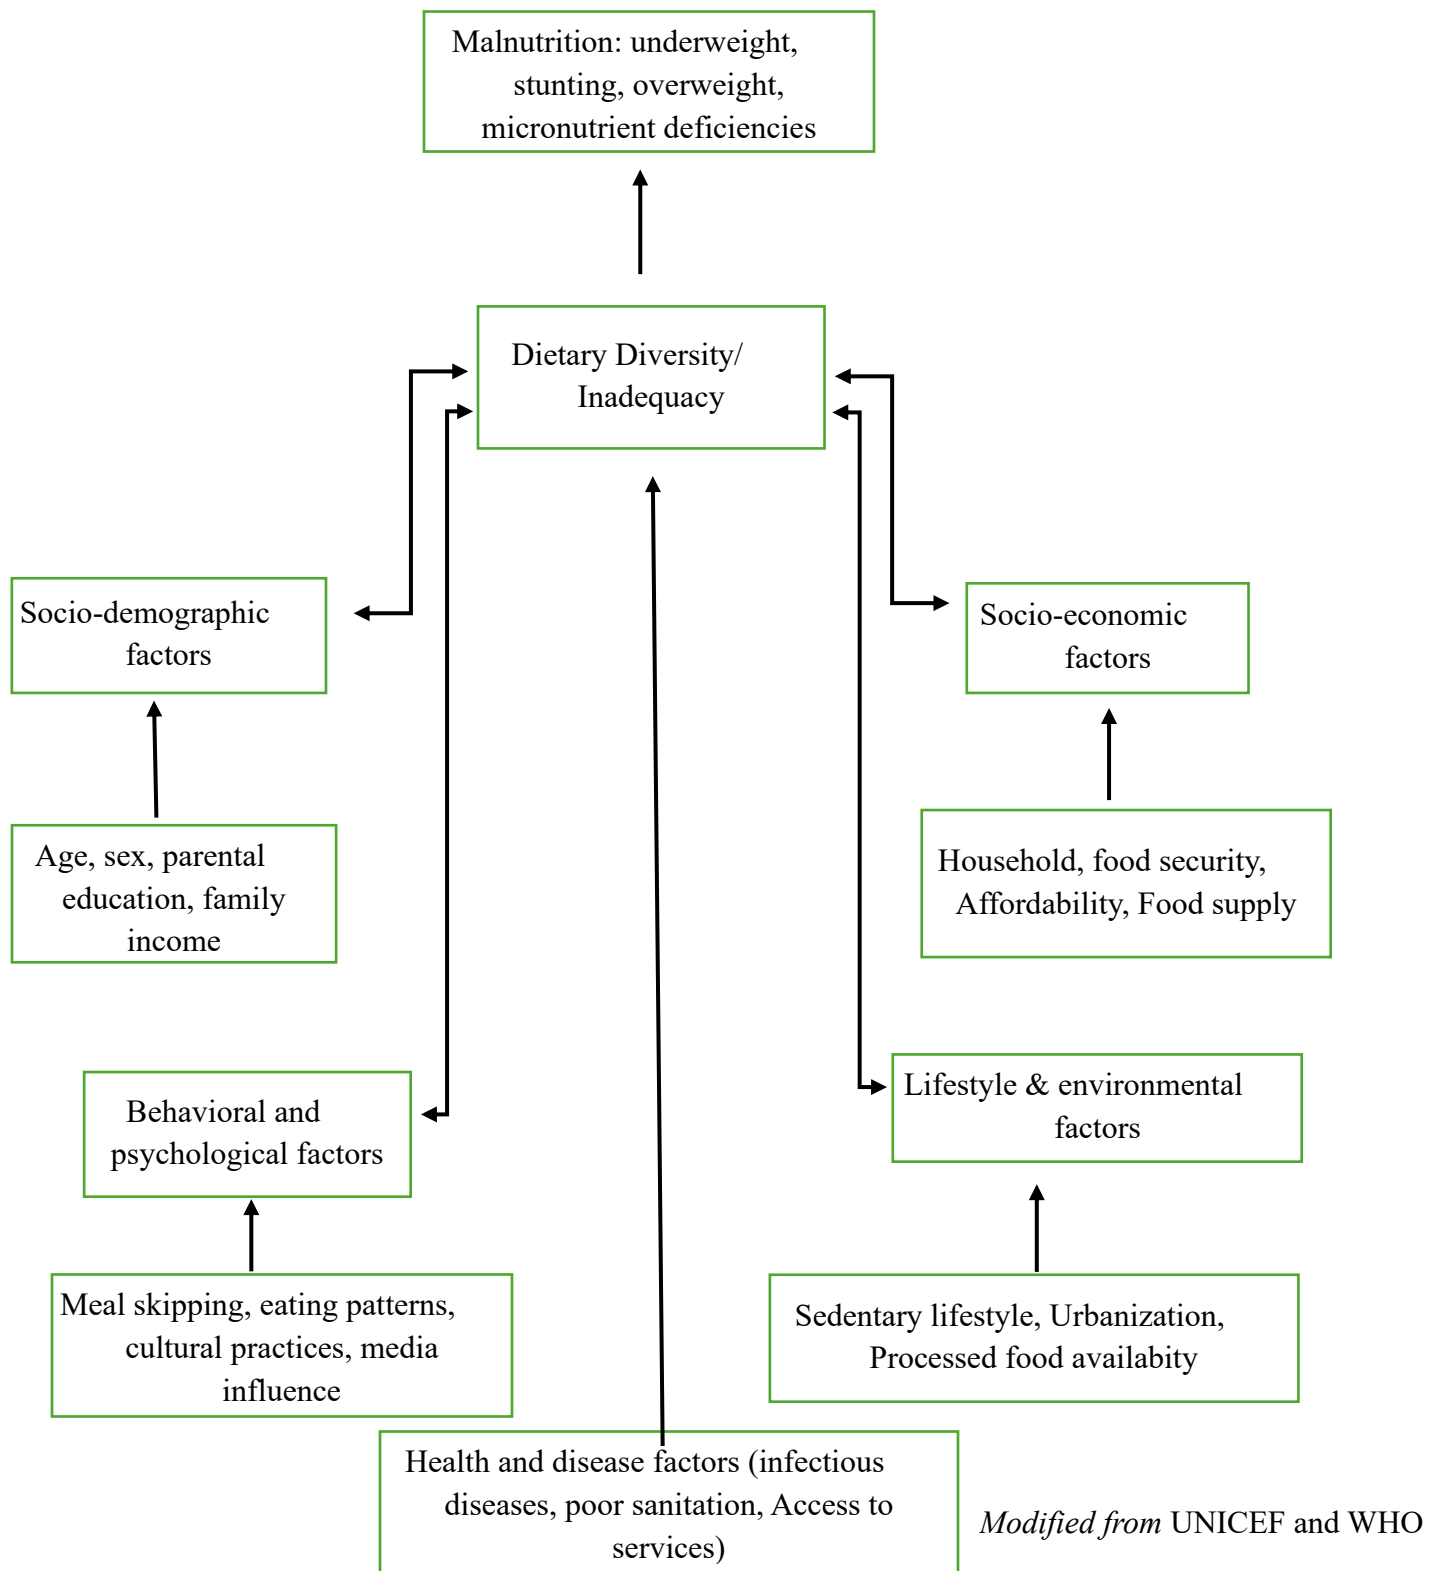 Malnutrition: underweight,
stunting, overweight,
micronutrient deficiencies
Dietary Diversity/
Inadequacy
Socio-demographic
factors
Socio-economic
factors
Age, sex, parental
education, family
income
Household, food security,
Affordability, Food supply
Behavioral and
psychological factors
Lifestyle & environmental
factors
Meal skipping, eating patterns,
cultural practices, media
influence
Sedentary lifestyle, Urbanization,
Processed food availabity
Health and disease factors (infectious
diseases, poor sanitation, Access to
services)
Modified from UNICEF and WHO